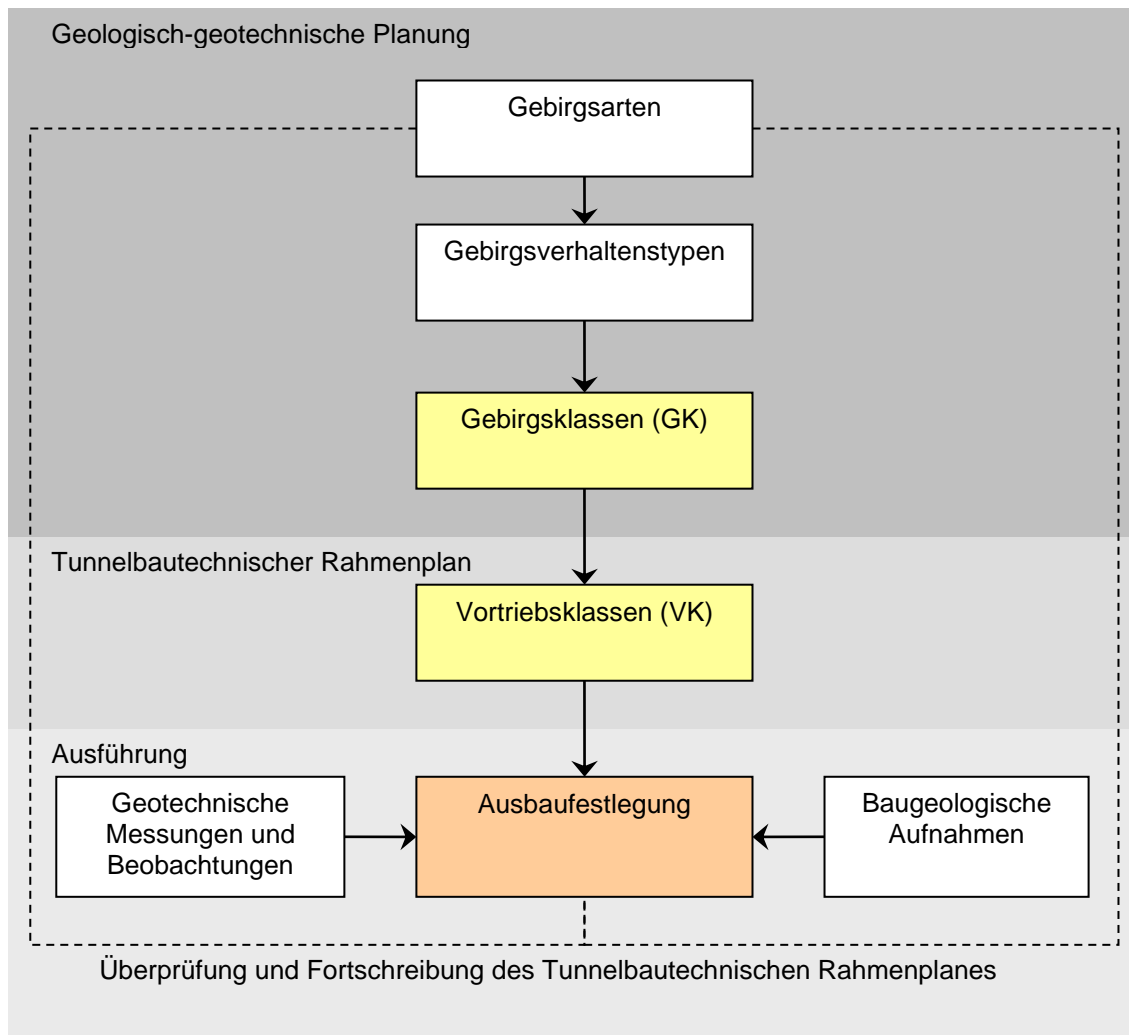 Geologisch-geotechnische Planung
Gebirgsarten
Gebirgsverhaltenstypen
Gebirgsklassen (GK)
Tunnelbautechnischer Rahmenplan
Vortriebsklassen (VK)
Ausführung
Geotechnische
Messungen und
Beobachtungen
Ausbaufestlegung
Baugeologische
Aufnahmen
Überprüfung und Fortschreibung des Tunnelbautechnischen Rahmenplanes